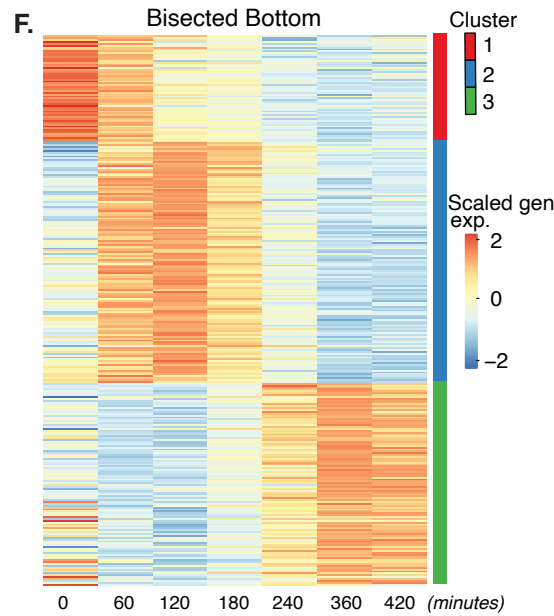 F.
Bisected Bottom
Cluster
1
2
3
Scaled gen
exp.
2
0
−2
0 60 120 180 240 360 420 (minutes)